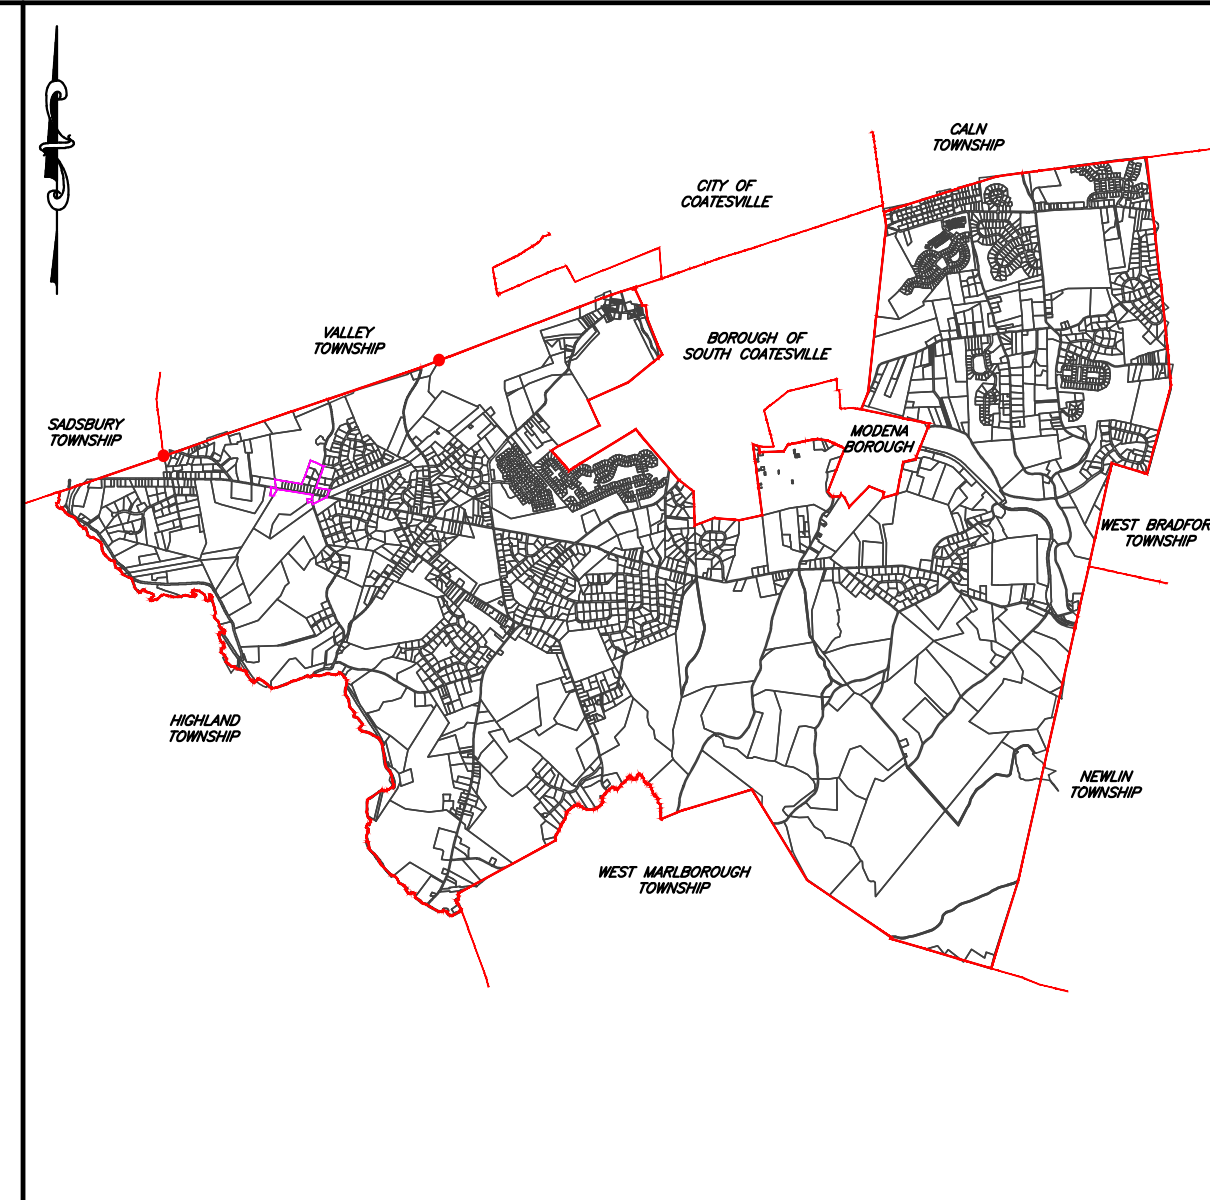 CALN
TOWNSHIP
CITY OF
COATESVILLE
VALLEY
TOWNSHIP
BOROUGH OF
SOUTH COATESVILLE
SADSBURY
TOWNSHIP
MODENA
BOROUGH
WEST BRADFOR
TOWNSHIP
HIGHLAND
TOWNSHIP
NEWLIN
TOWNSHIP
WEST MARLBOROUGH
TOWNSHIP